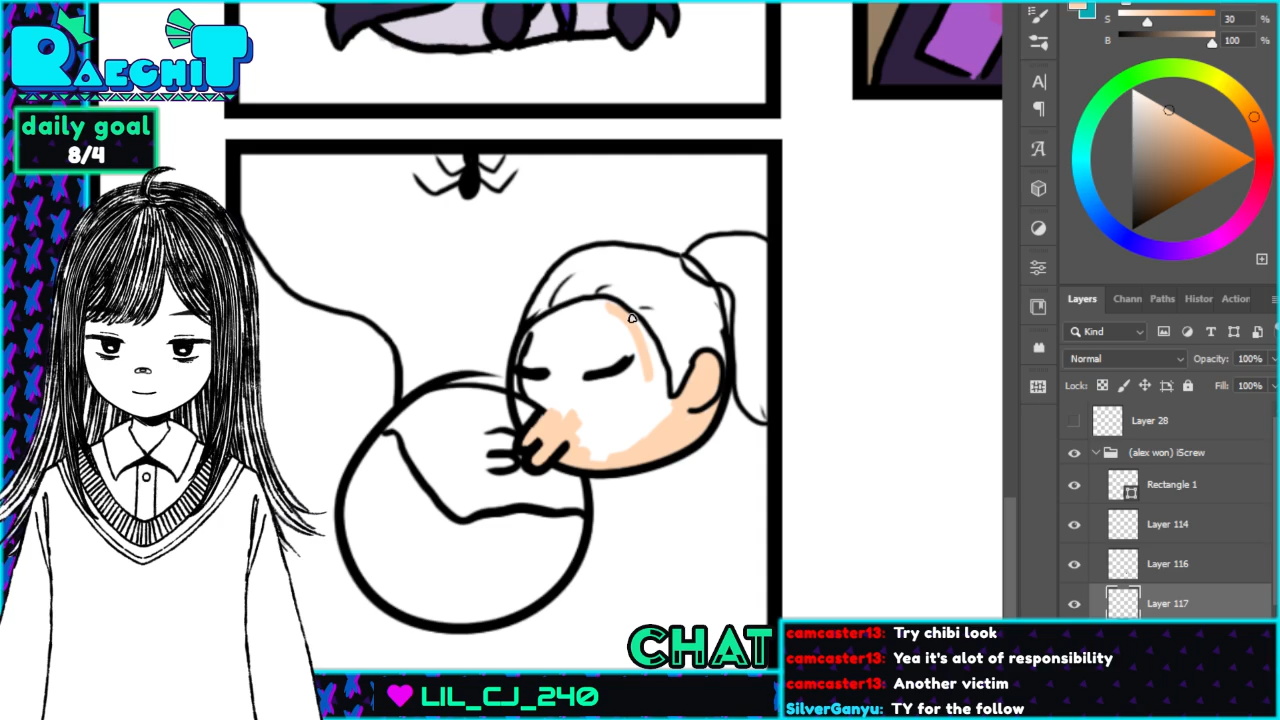 RAECHIT
daily goal
8/4
S 30 %
B 100 %
Layers Chann Paths Histor Action
Kind
Normal Opacity: 100%
Lock: Fill: 100%
Layer 28
(alex won) iScrew
Rectangle 1
Layer 114
Layer 116
Layer 117
CHAT
LIL_CJ_240
camcaster13: Try chibi look
camcaster13: Yea it's alot of responsibility
camcaster13: Another victim
SilverGanyu: TY for the follow